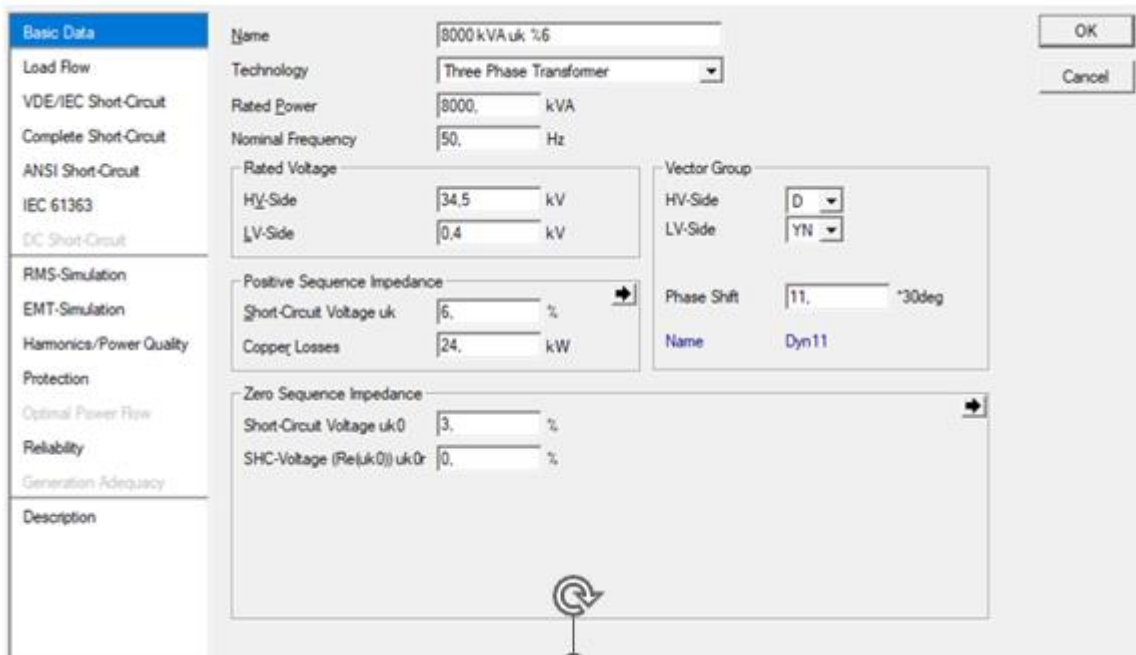 Basic Data
Load Flow
VDE/IEC Short-Circuit
Complete Short-Circuit
ANSI Short-Circuit
IEC 61363
DC Short-Circuit
RMS-Simulation
EMT-Simulation
Harmonics/Power Quality
Protection
Optimal Power Flow
Reliability
Generation Adequacy
Description
Name 8000 kVA uk %6
Technology Three Phase Transformer
Rated Power 8000, kVA
Nominal Frequency 50, Hz
Rated Voltage
HV-Side 34,5 kV
LV-Side 0,4 kV
Positive Sequence Impedance
Short-Circuit Voltage uk 6, %
Copper Losses 24, kW
Vector Group
HV-Side D
LV-Side YN
Phase Shift 11, *30deg
Name Dyn11
Zero Sequence Impedance
Short-Circuit Voltage uk0 3, %
SHC-Voltage (Re(uk0)) uk0r 0, %
OK
Cancel